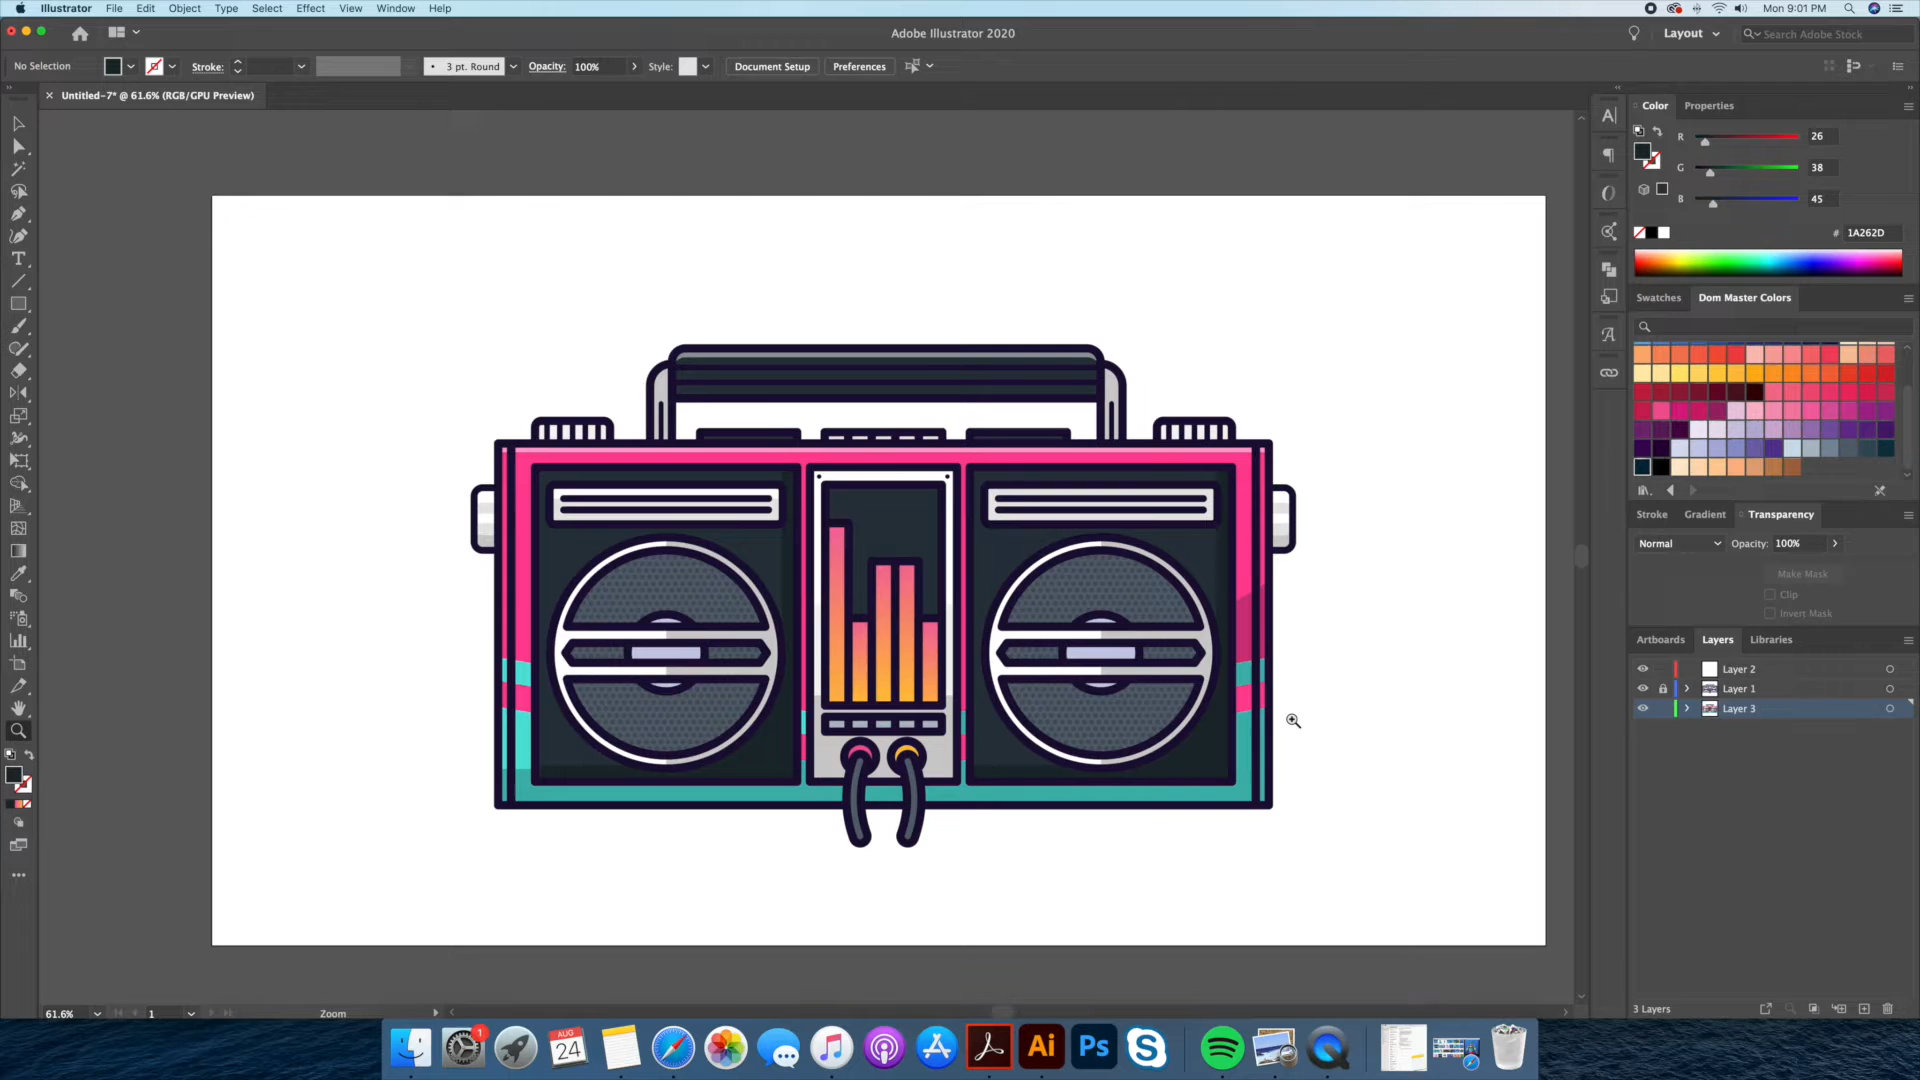 Illustrator File Edit Object Type Select Effect View Window Help
Mon 9:01 PM
Adobe Illustrator 2020
Layout
Search Adobe Stock
No Selection
Stroke:
3 pt. Round
Opacity: 100%
Style:
Document Setup
Preferences
Untitled-7* @ 61.6% (RGB/GPU Preview)
Color
Properties
R 26
G 38
B 45
# 1A262D
Swatches
Dom Master Colors
Stroke
Gradient
Transparency
Normal
Opacity: 100%
Make Mask
Clip
Invert Mask
Artboards
Layers
Libraries
Layer 2
Layer 1
Layer 3
61.6%
1
Zoom
3 Layers
1
AUG
24
Ai
Ps